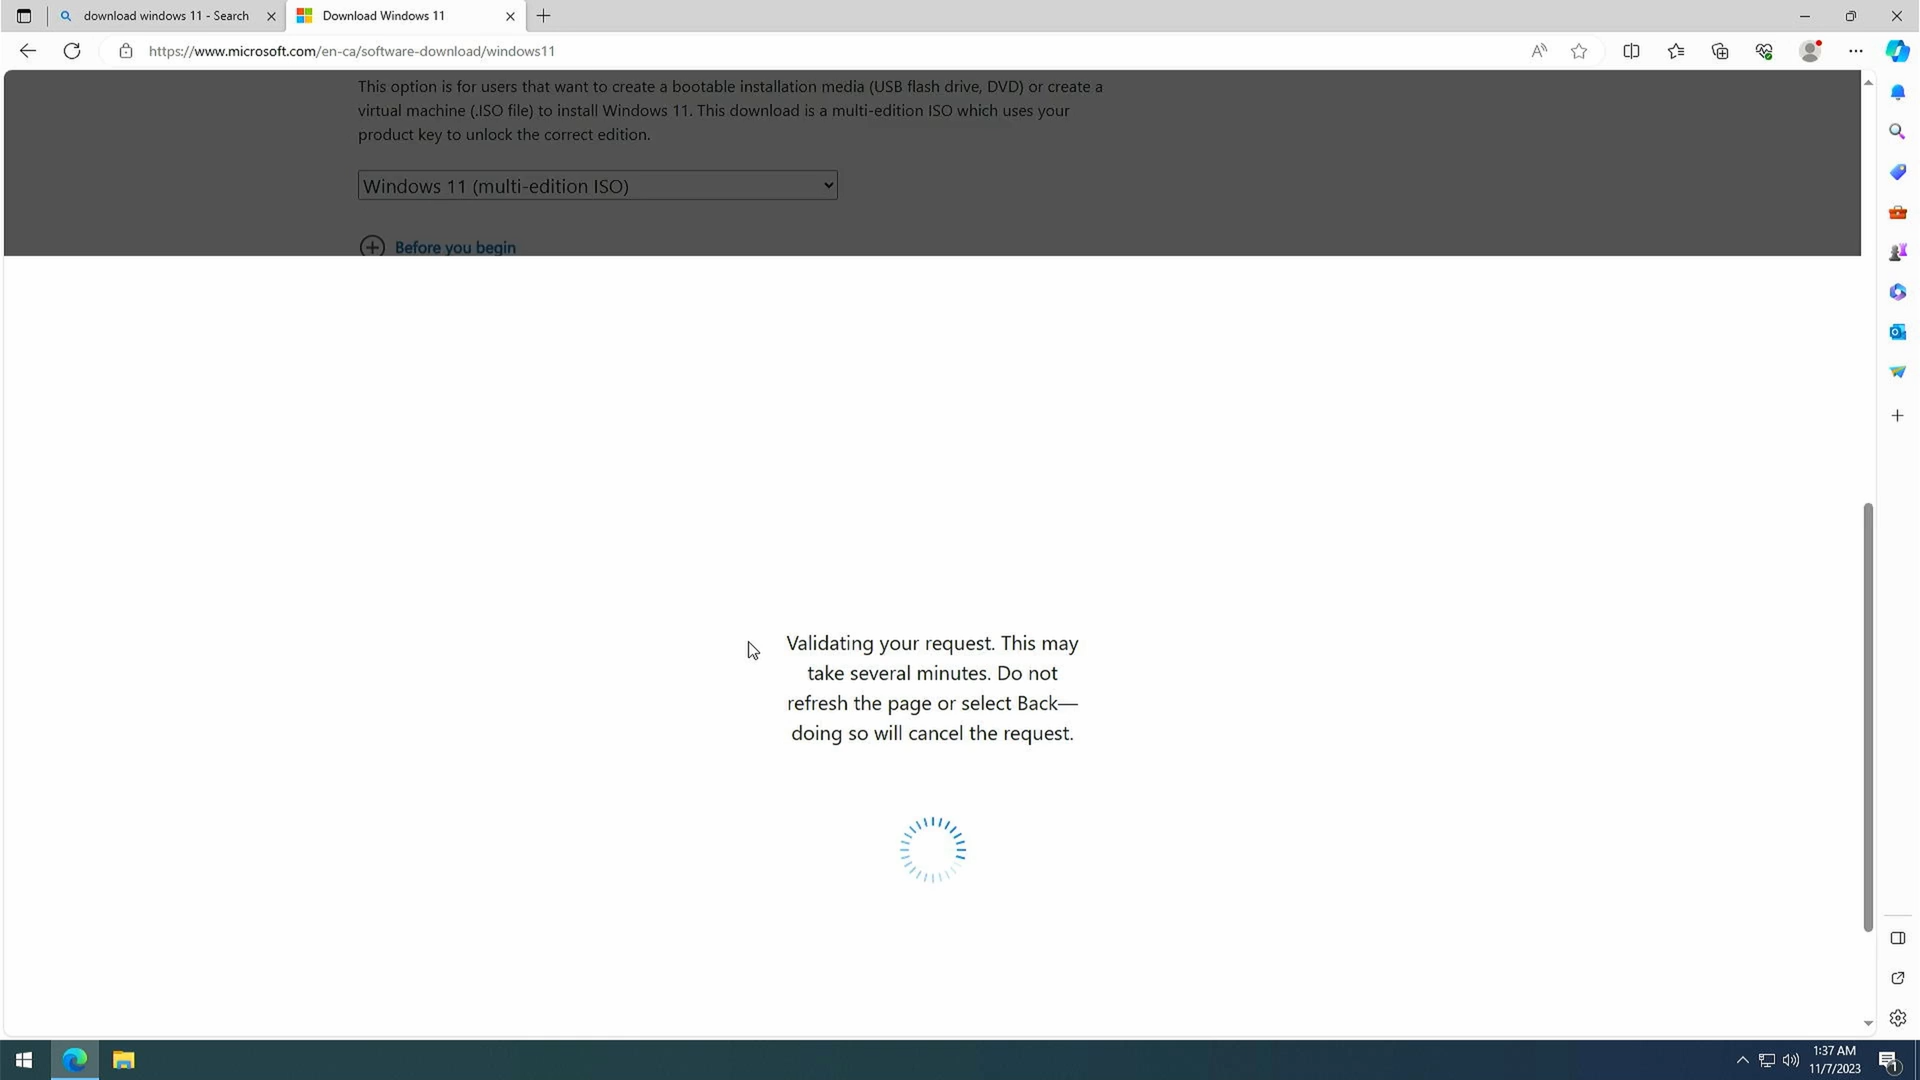 download windows 11 - Search
Download Windows 11
https://www.microsoft.com/en-ca/software-download/windows11
This option is for users that want to create a bootable installation media (USB flash drive, DVD) or create a
virtual machine (.ISO file) to install Windows 11. This download is a multi-edition ISO which uses your
product key to unlock the correct edition.
Windows 11 (multi-edition ISO)
Before you begin
Validating your request. This may
take several minutes. Do not
refresh the page or select Back—
doing so will cancel the request.
1:37 AM
11/7/2023
1